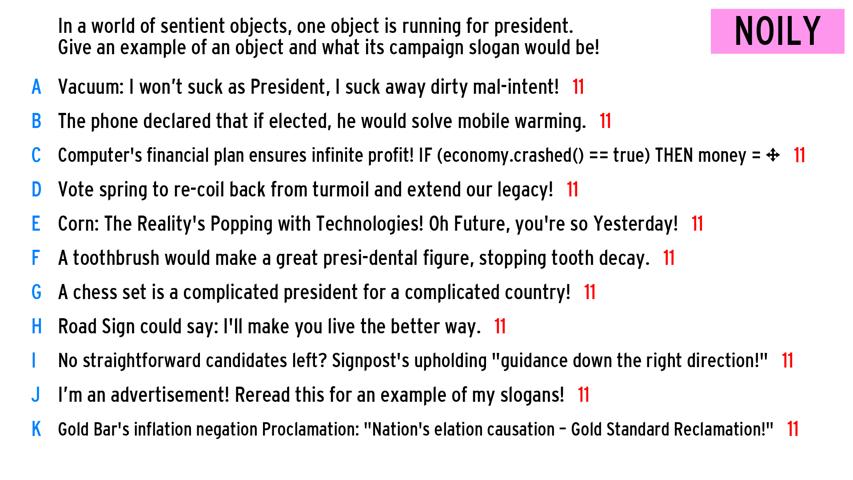 In a world of sentient objects, one object is running for president.
Give an example of an object and what its campaign slogan would be!
NOILY
A Vacuum: I won't suck as President, I suck away dirty mal-intent! 11
B The phone declared that if elected, he would solve mobile warming. 11
C Computer's financial plan ensures infinite profit! IF (economy.crashed() == true) THEN money = ✢ 11
D Vote spring to re-coil back from turmoil and extend our legacy! 11
E Corn: The Reality's Popping with Technologies! Oh Future, you're so Yesterday! 11
F A toothbrush would make a great presi-dental figure, stopping tooth decay. 11
G A chess set is a complicated president for a complicated country! 11
H Road Sign could say: I'll make you live the better way. 11
I No straightforward candidates left? Signpost's upholding "guidance down the right direction!" 11
J I'm an advertisement! Reread this for an example of my slogans! 11
K Gold Bar's inflation negation Proclamation: "Nation's elation causation – Gold Standard Reclamation!" 11